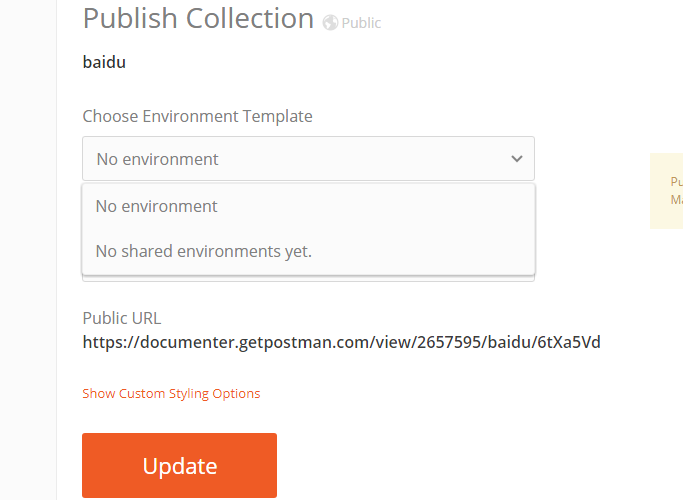 Publish Collection Public
baidu
Choose Environment Template
No environment
No environment
No shared environments yet.
Public URL
https://documenter.getpostman.com/view/2657595/baidu/6tXa5Vd
Show Custom Styling Options
Update